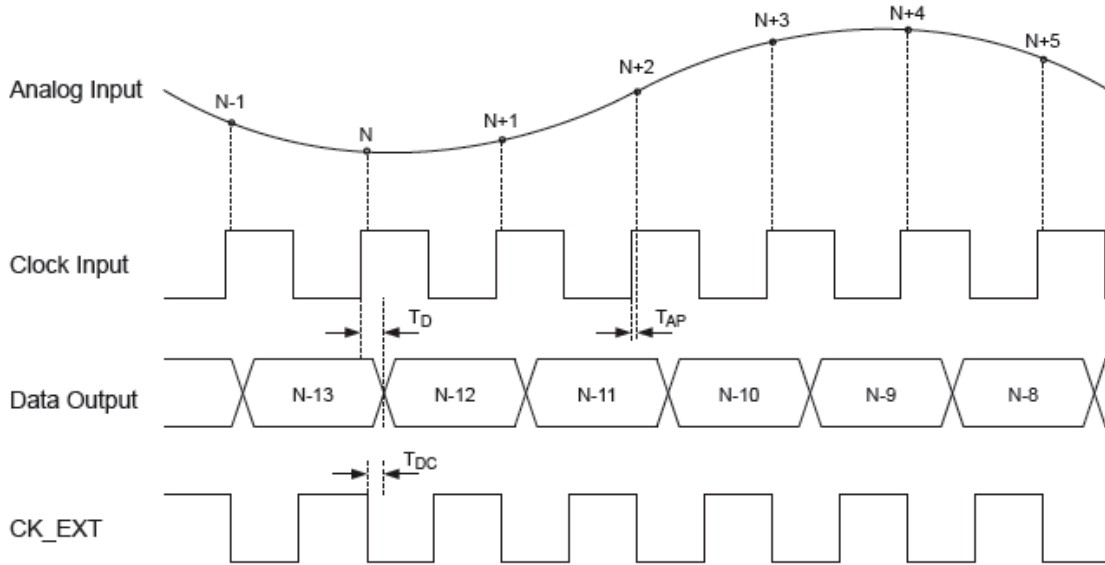 N+3 N+4
N+5
N+2
Analog Input
N-1
N
N+1
Clock Input
TD
TAP
Data Output
N-13 N-12 N-11 N-10 N-9 N-8
TDC
CK_EXT